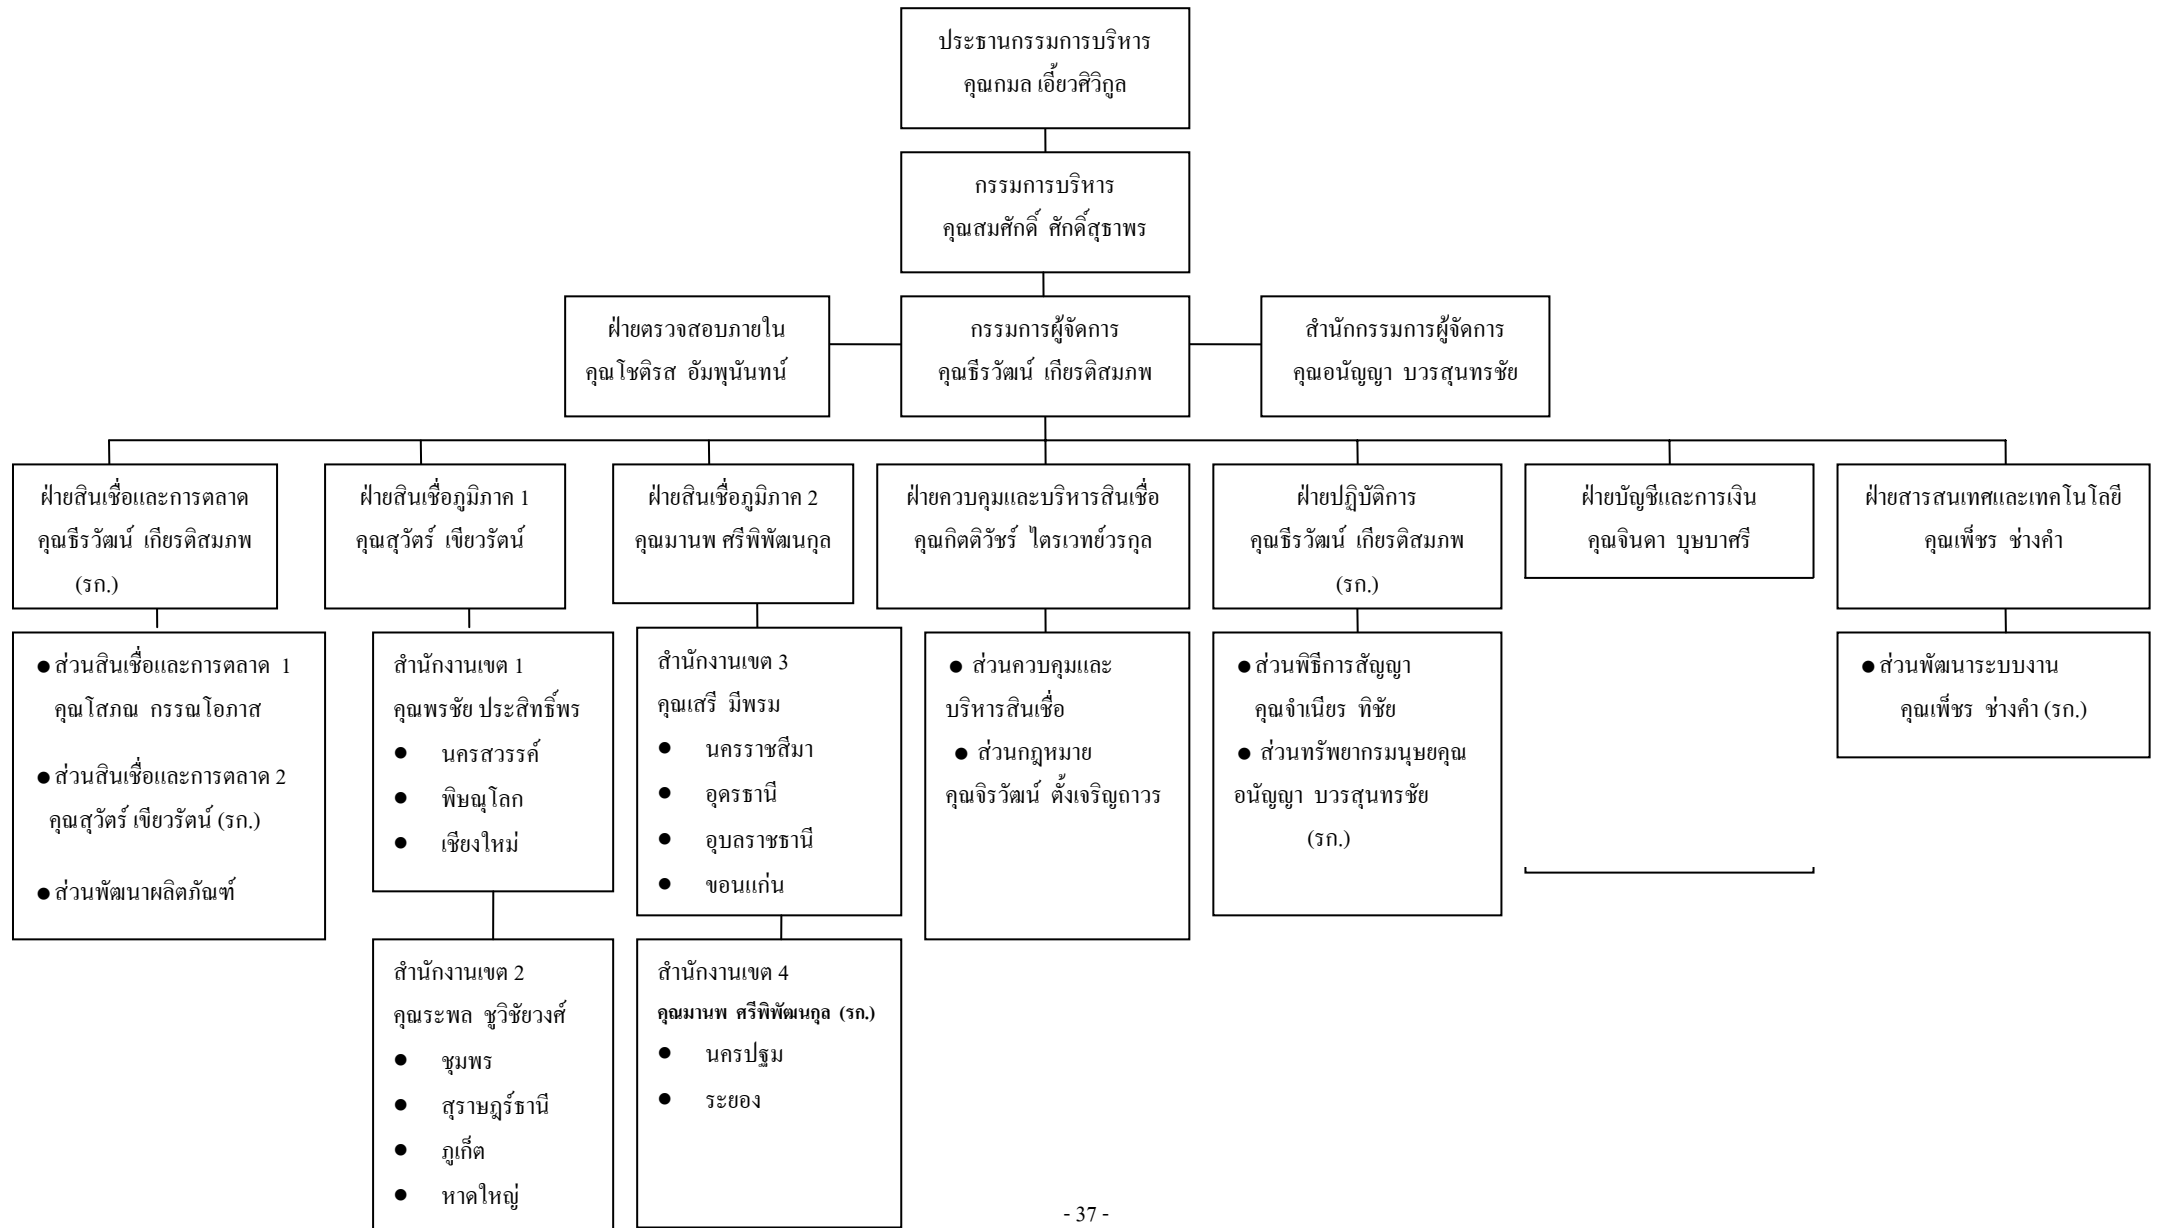 ประธานกรรมการบริหาร
คุณกมล เอี้ยวศิวิกูล
กรรมการบริหาร
คุณสมศักดิ์ ศักดิ์สุธาพร
ฝ่ายตรวจสอบภายใน
คุณโชติรส อัมพุนันทน์
กรรมการผู้จัดการ
คุณธีรวัฒน์ เกียรติสมภพ
สำนักกรรมการผู้จัดการ
คุณอนัญญา บวรสุนทรชัย
ฝ่ายสินเชื่อและการตลาด
คุณธีรวัฒน์ เกียรติสมภพ
(รก.)
ฝ่ายสินเชื่อภูมิภาค 1
คุณสุวัตร์ เขียวรัตน์
ฝ่ายสินเชื่อภูมิภาค 2
คุณมานพ ศรีพิพัฒนกุล
ฝ่ายควบคุมและบริหารสินเชื่อ
คุณกิตติวัชร์ ไตรเวทย์วรกุล
ฝ่ายปฏิบัติการ
คุณธีรวัฒน์ เกียรติสมภพ
(รก.)
ฝ่ายบัญชีและการเงิน
คุณจินดา บุษบาศรี
ฝ่ายสารสนเทศและเทคโนโลยี
คุณเพ็ชร ช่างคำ
● ส่วนสินเชื่อและการตลาด 1
คุณโสภณ กรรณโอภาส
● ส่วนสินเชื่อและการตลาด 2
คุณสุวัตร์ เขียวรัตน์ (รก.)
● ส่วนพัฒนาผลิตภัณฑ์
สำนักงานเขต 1
คุณพรชัย ประสิทธิ์พร
● นครสวรรค์
● พิษณุโลก
● เชียงใหม่
สำนักงานเขต 3
คุณเสรี มีพรม
● นครราชสีมา
● อุดรธานี
● อุบลราชธานี
● ขอนแก่น
● ส่วนควบคุมและ
บริหารสินเชื่อ
● ส่วนกฎหมาย
คุณจิรวัฒน์ ตั้งเจริญถาวร
● ส่วนพิธีการสัญญา
คุณจำเนียร ทิชัย
● ส่วนทรัพยากรมนุษยคุณ
อนัญญา บวรสุนทรชัย
(รก.)
● ส่วนพัฒนาระบบงาน
คุณเพ็ชร ช่างคำ (รก.)
สำนักงานเขต 2
คุณระพล ชูวิชัยวงศ์
● ชุมพร
● สุราษฎร์ธานี
● ภูเก็ต
● หาดใหญ่
สำนักงานเขต 4
คุณมานพ ศรีพิพัฒนกุล (รก.)
● นครปฐม
● ระยอง
- 37 -